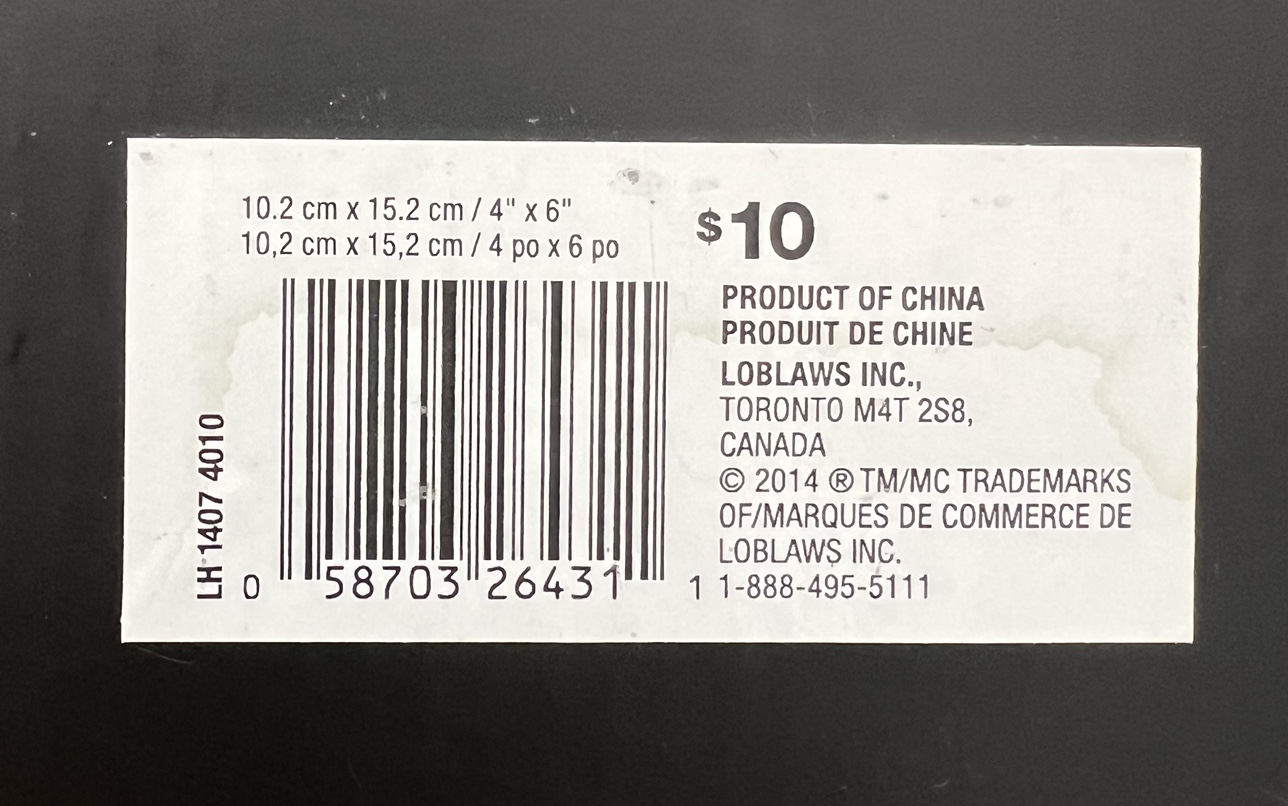 10.2 cm x 15.2 cm / 4" x 6"
10,2 cm x 15,2 cm / 4 po x 6 po
LH 1407 4010
0 58703 26431 1
$10
PRODUCT OF CHINA
PRODUIT DE CHINE
LOBLAWS INC.,
TORONTO M4T 2S8,
CANADA
© 2014 ® TM/MC TRADEMARKS
OF/MARQUES DE COMMERCE DE
LOBLAWS INC.
1-888-495-5111